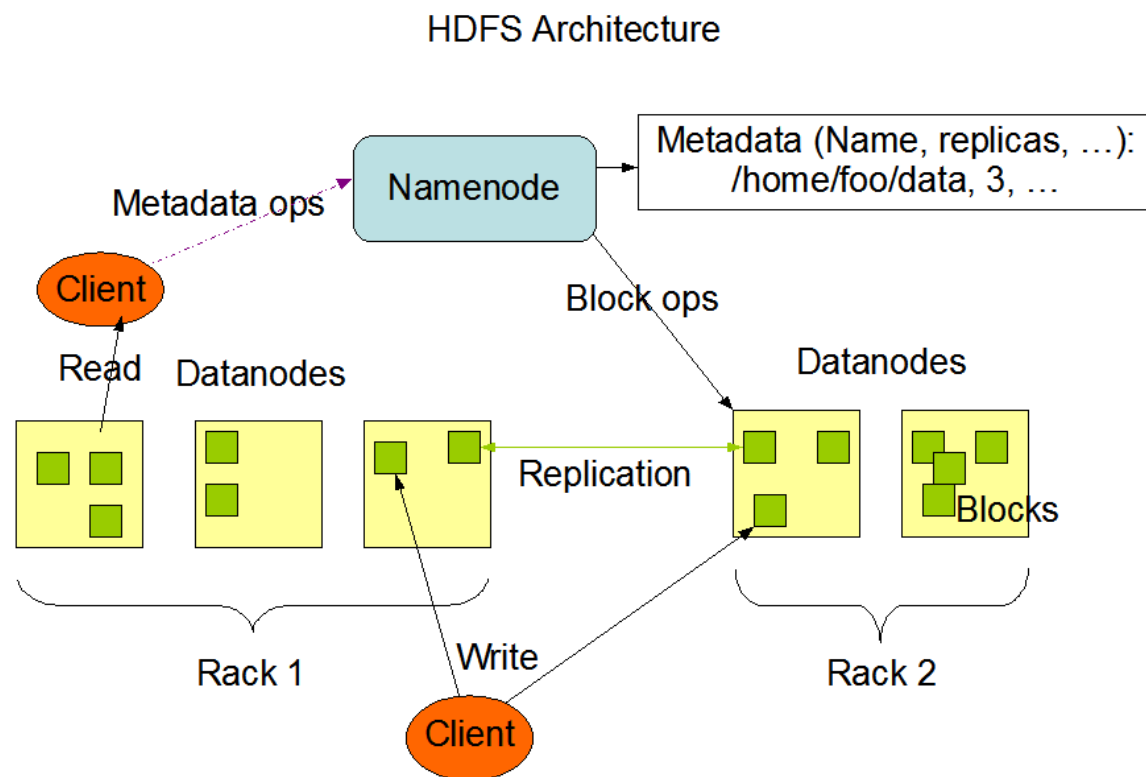 HDFS Architecture
Metadata (Name, replicas, …):
/home/foo/data, 3, …
Namenode
Metadata ops
Client
Block ops
Read
Datanodes
Datanodes
Replication
Blocks
Rack 1
Write
Rack 2
Client